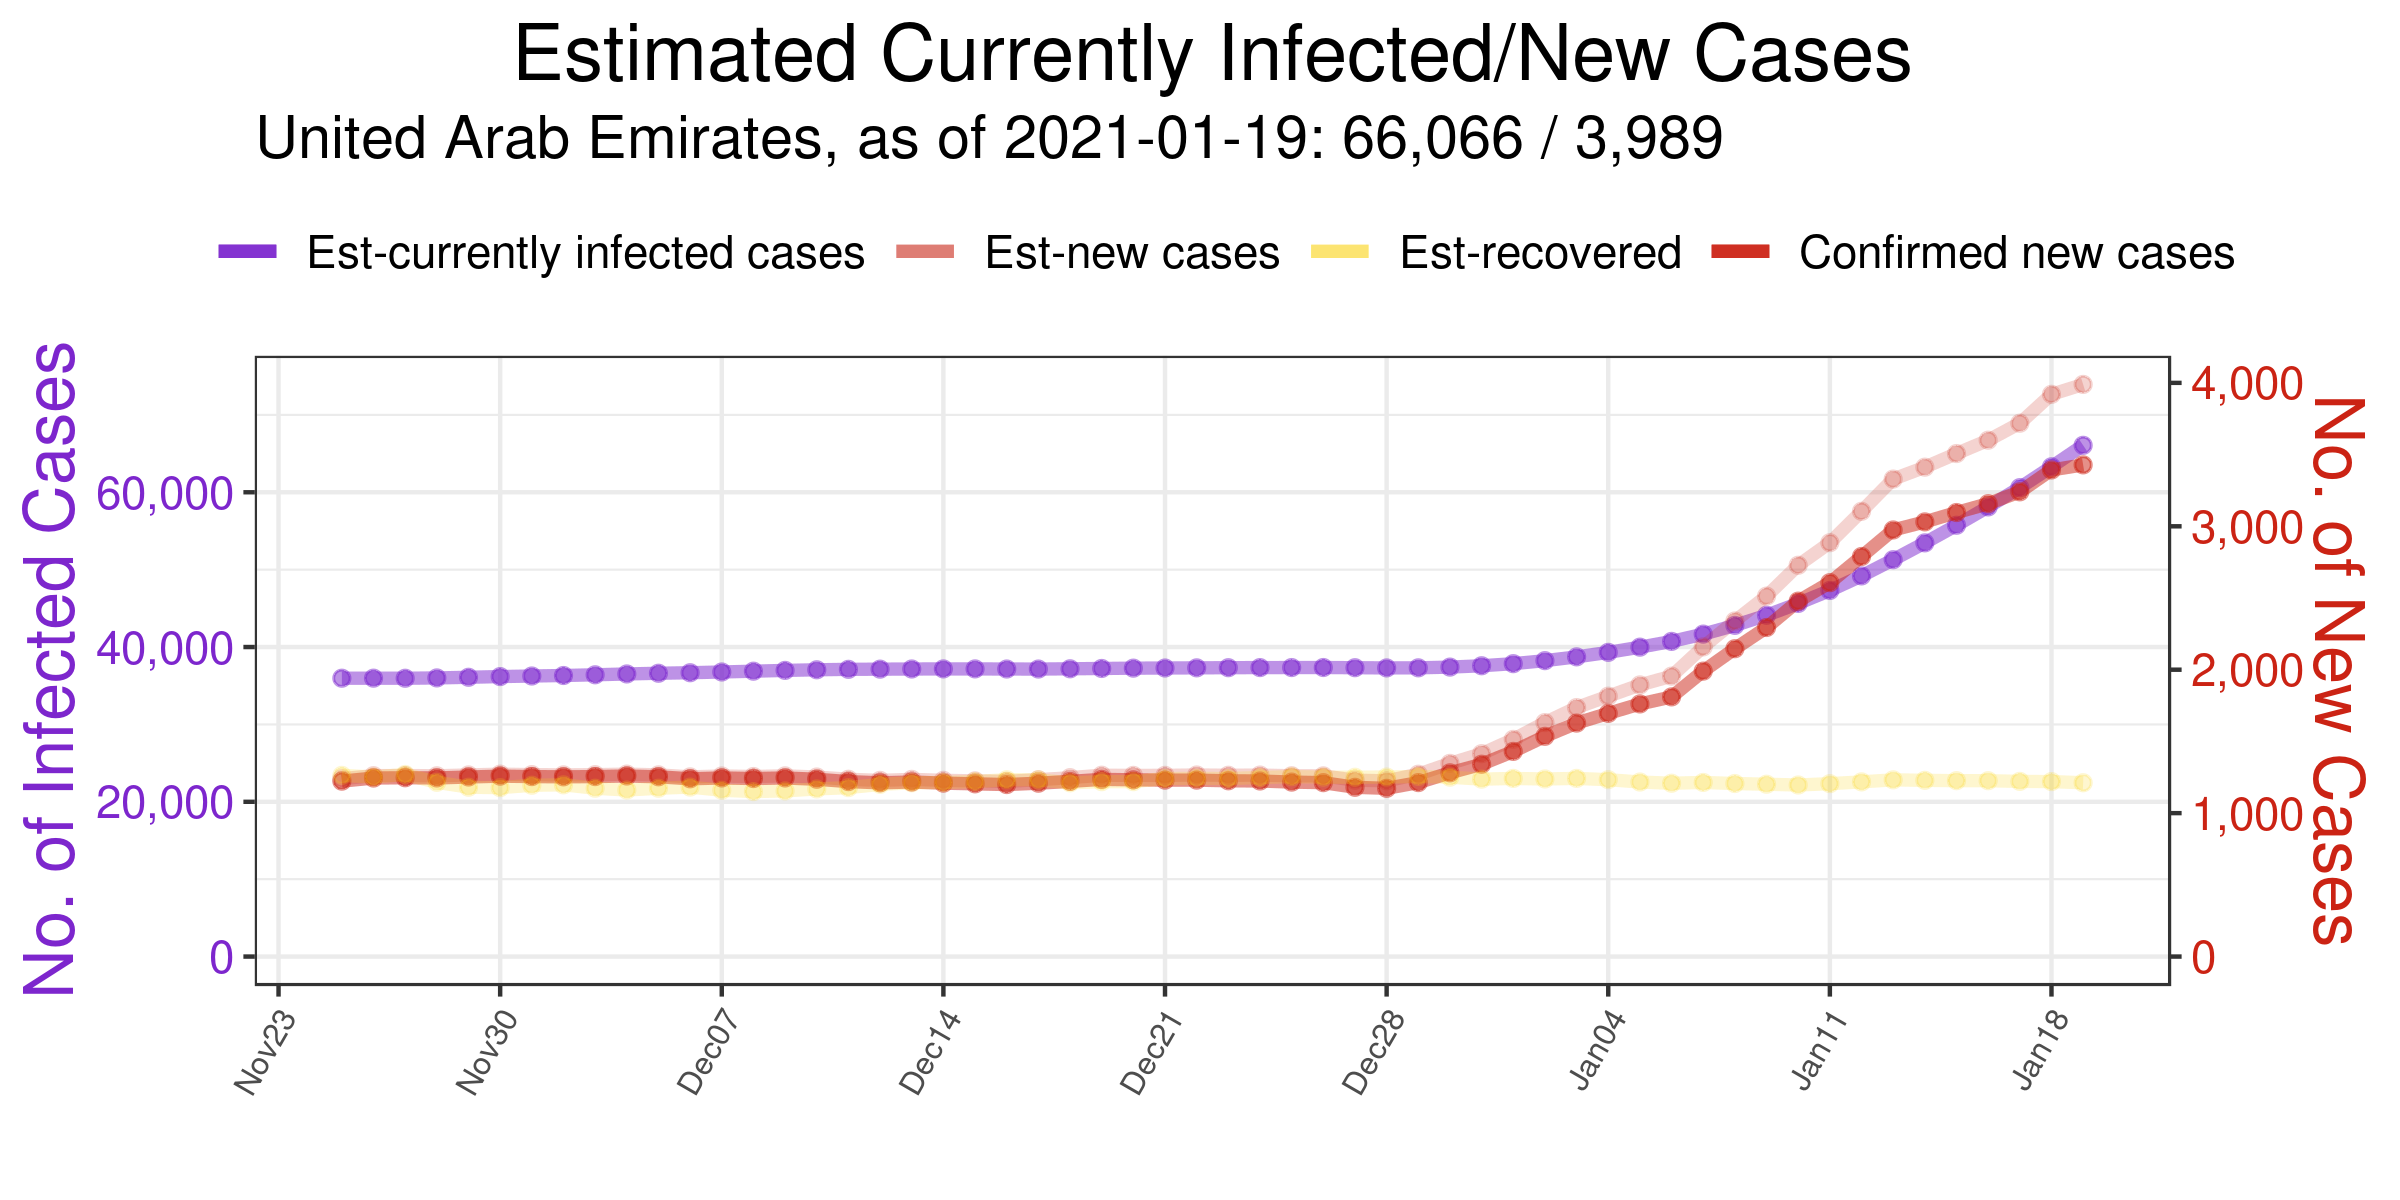 Estimated Currently Infected/New Cases
United Arab Emirates, as of 2021-01-19: 66,066 / 3,989
Est-currently infected cases
Est-new cases
Est-recovered
Confirmed new cases
No. of Infected Cases
60,000
40,000
20,000
0
4,000
3,000
2,000
1,000
0
No. of New Cases
Nov23
Nov30
Dec07
Dec14
Dec21
Dec28
Jan04
Jan11
Jan18